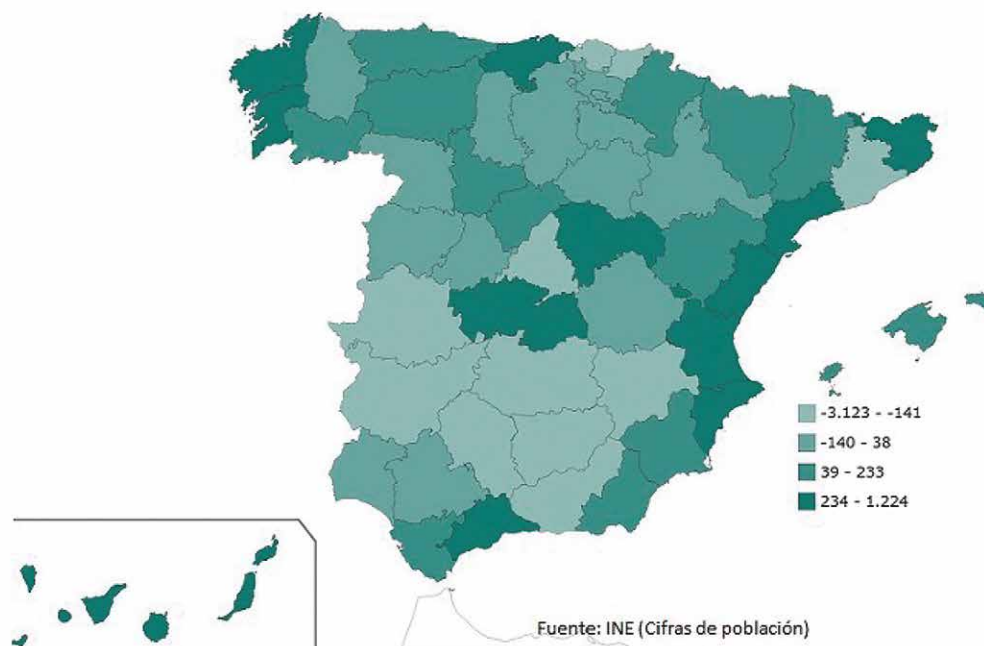 -3.123 - -141
-140 - 38
39 - 233
234 - 1.224
Fuente: INE (Cifras de población)